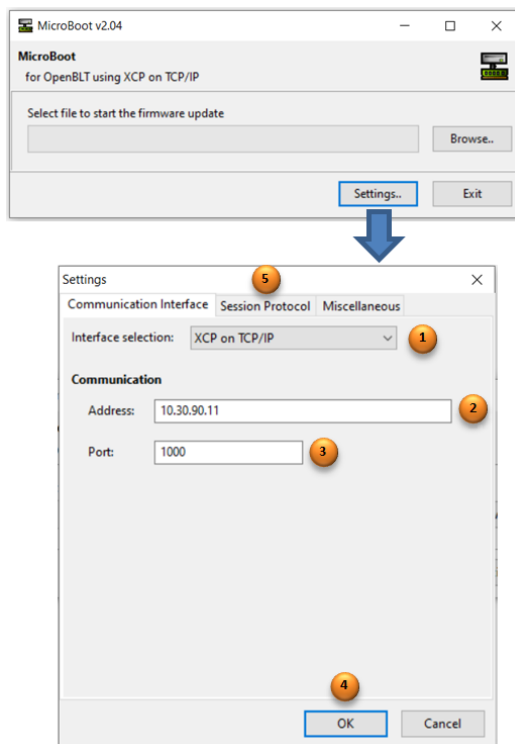 MicroBoot v2.04
MicroBoot
for OpenBLT using XCP on TCP/IP
Select file to start the firmware update
Browse..
Settings.. Exit
Settings 5
Communication Interface Session Protocol Miscellaneous
Interface selection: XCP on TCP/IP 1
Communication
Address: 10.30.90.11 2
Port: 1000 3
4
OK Cancel